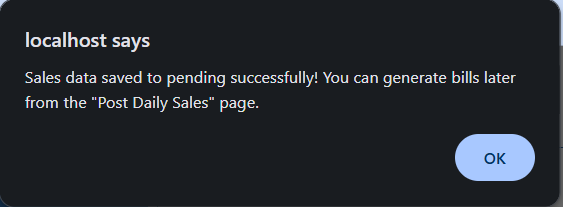 localhost says
Sales data saved to pending successfully! You can generate bills later
from the "Post Daily Sales" page.
OK